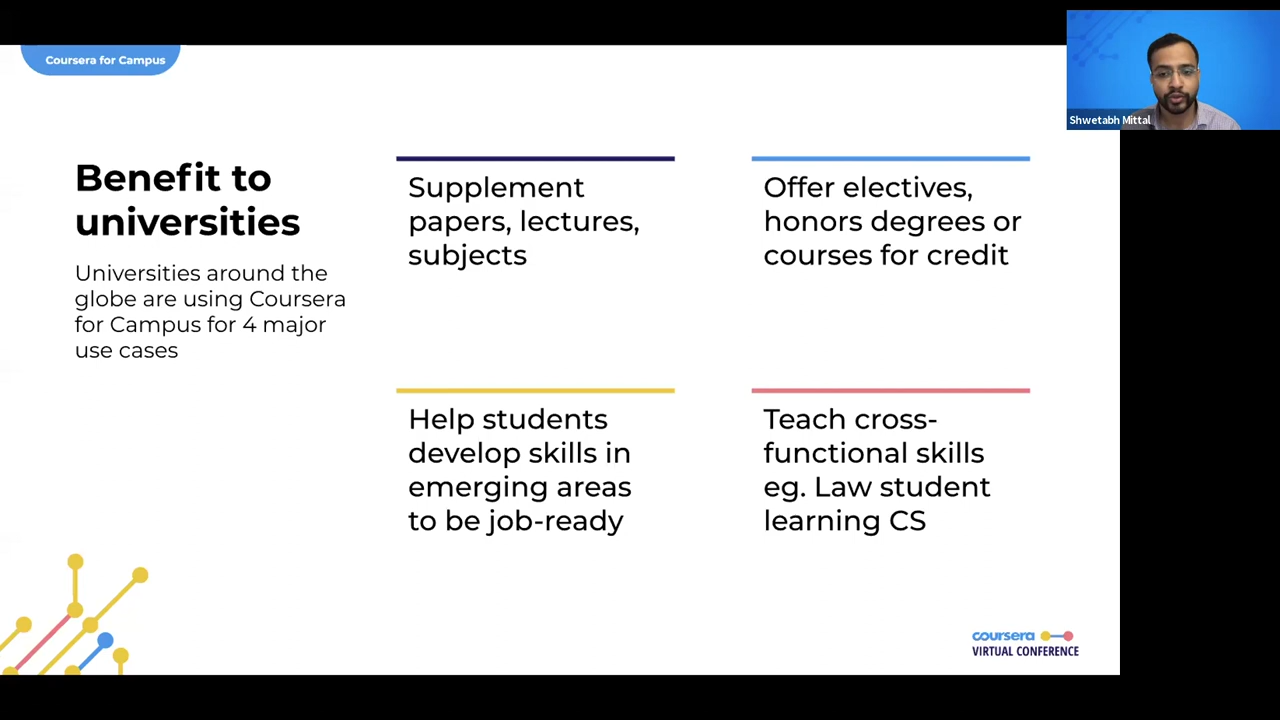 Coursera for Campus
Shwetabh Mittal
Benefit to
universities
Universities around the
globe are using Coursera
for Campus for 4 major
use cases
Supplement
papers, lectures,
subjects
Offer electives,
honors degrees or
courses for credit
Help students
develop skills in
emerging areas
to be job-ready
Teach cross-
functional skills
eg. Law student
learning CS
coursera
VIRTUAL CONFERENCE